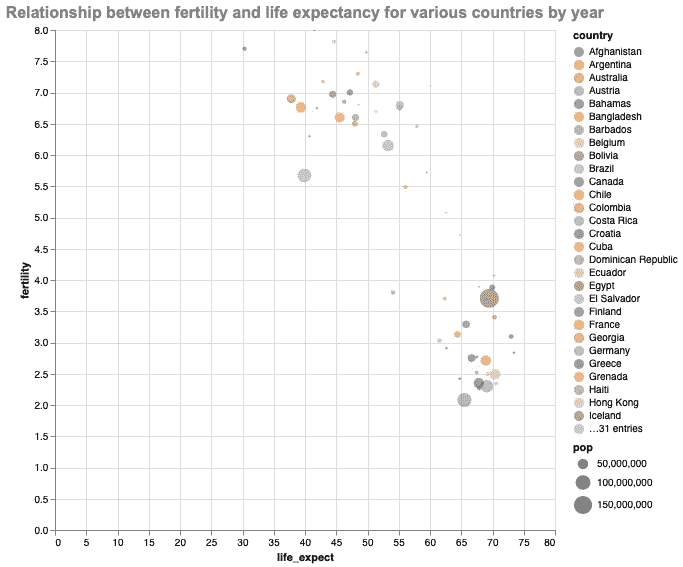 Relationship between fertility and life expectancy for various countries by year
8.0
7.5
7.0
6.5
6.0
5.5
5.0
4.5
4.0
3.5
3.0
2.5
2.0
1.5
1.0
0.5
0.0
fertility
0 5 10 15 20 25 30 35 40 45 50 55 60 65 70 75 80
life_expect
country
Afghanistan
Argentina
Australia
Austria
Bahamas
Bangladesh
Barbados
Belgium
Bolivia
Brazil
Canada
Chile
Colombia
Costa Rica
Croatia
Cuba
Dominican Republic
Ecuador
Egypt
El Salvador
Finland
France
Georgia
Germany
Greece
Grenada
Haiti
Hong Kong
Iceland
…31 entries
pop
50,000,000
100,000,000
150,000,000